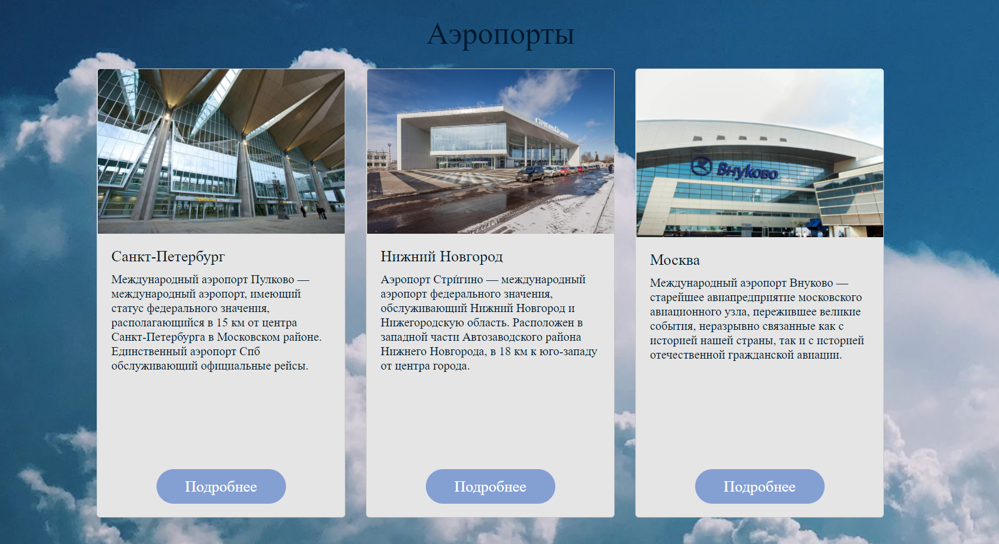 Аэропорты
Внуково
Санкт-Петербург
Международный аэропорт Пулково —
международный аэропорт, имеющий
статус федерального значения,
располагающийся в 15 км от центра
Санкт-Петербурга в Московском районе.
Единственный аэропорт Спб
обслуживающий официальные рейсы.
Подробнее
Нижний Новгород
Аэропорт Стри́гино — международный
аэропорт федерального значения,
обслуживающий Нижний Новгород и
Нижегородскую область. Расположен в
западной части Автозаводского района
Нижнего Новгорода, в 18 км к юго-западу
от центра города.
Подробнее
Москва
Международный аэропорт Внуково —
старейшее авиапредприятие московского
авиационного узла, пережившее великие
события, неразрывно связанные как с
историей нашей страны, так и с историей
отечественной гражданской авиации.
Подробнее